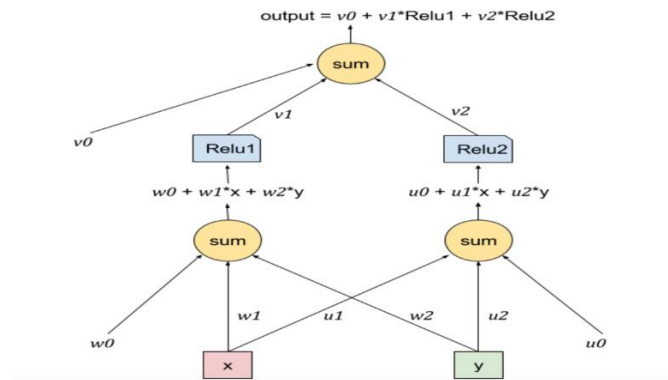 output = v0 + v1*Relu1 + v2*Relu2
sum
v1
v2
v0
Relu1
Relu2
w0 + w1*x + w2*y
u0 + u1*x + u2*y
sum
sum
w1
u1
w2
u2
w0
u0
x
y